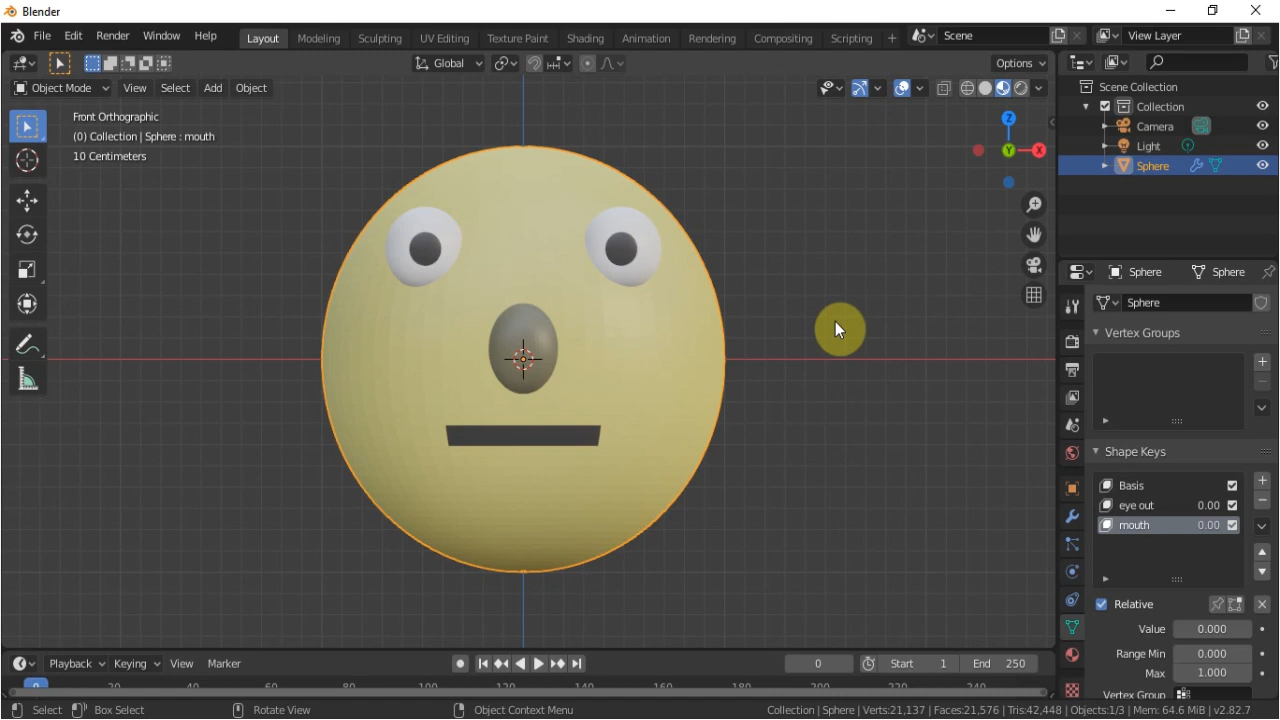 Blender
File Edit Render Window Help Layout Modeling Sculpting UV Editing Texture Paint Shading Animation Rendering Compositing Scripting + Scene View Layer
Global Options
Object Mode View Select Add Object
Front Orthographic
(0) Collection | Sphere : mouth
10 Centimeters
Z
Y
X
Scene Collection
Collection
Camera
Light
Sphere
Sphere Sphere
Sphere
Vertex Groups
Shape Keys
Basis
eye out 0.00
mouth 0.00
Relative
Value 0.000
Range Min 0.000
Max 1.000
Vertex Group
Playback Keying View Marker 0 Start 1 End 250
0 20 40 60 80 100 120 140 160 180 200 220 240
Select Box Select Rotate View Object Context Menu Collection | Sphere | Verts:21,137 | Faces:21,576 | Tris:42,448 | Objects:1/3 | Mem: 64.6 MiB | v2.82.7